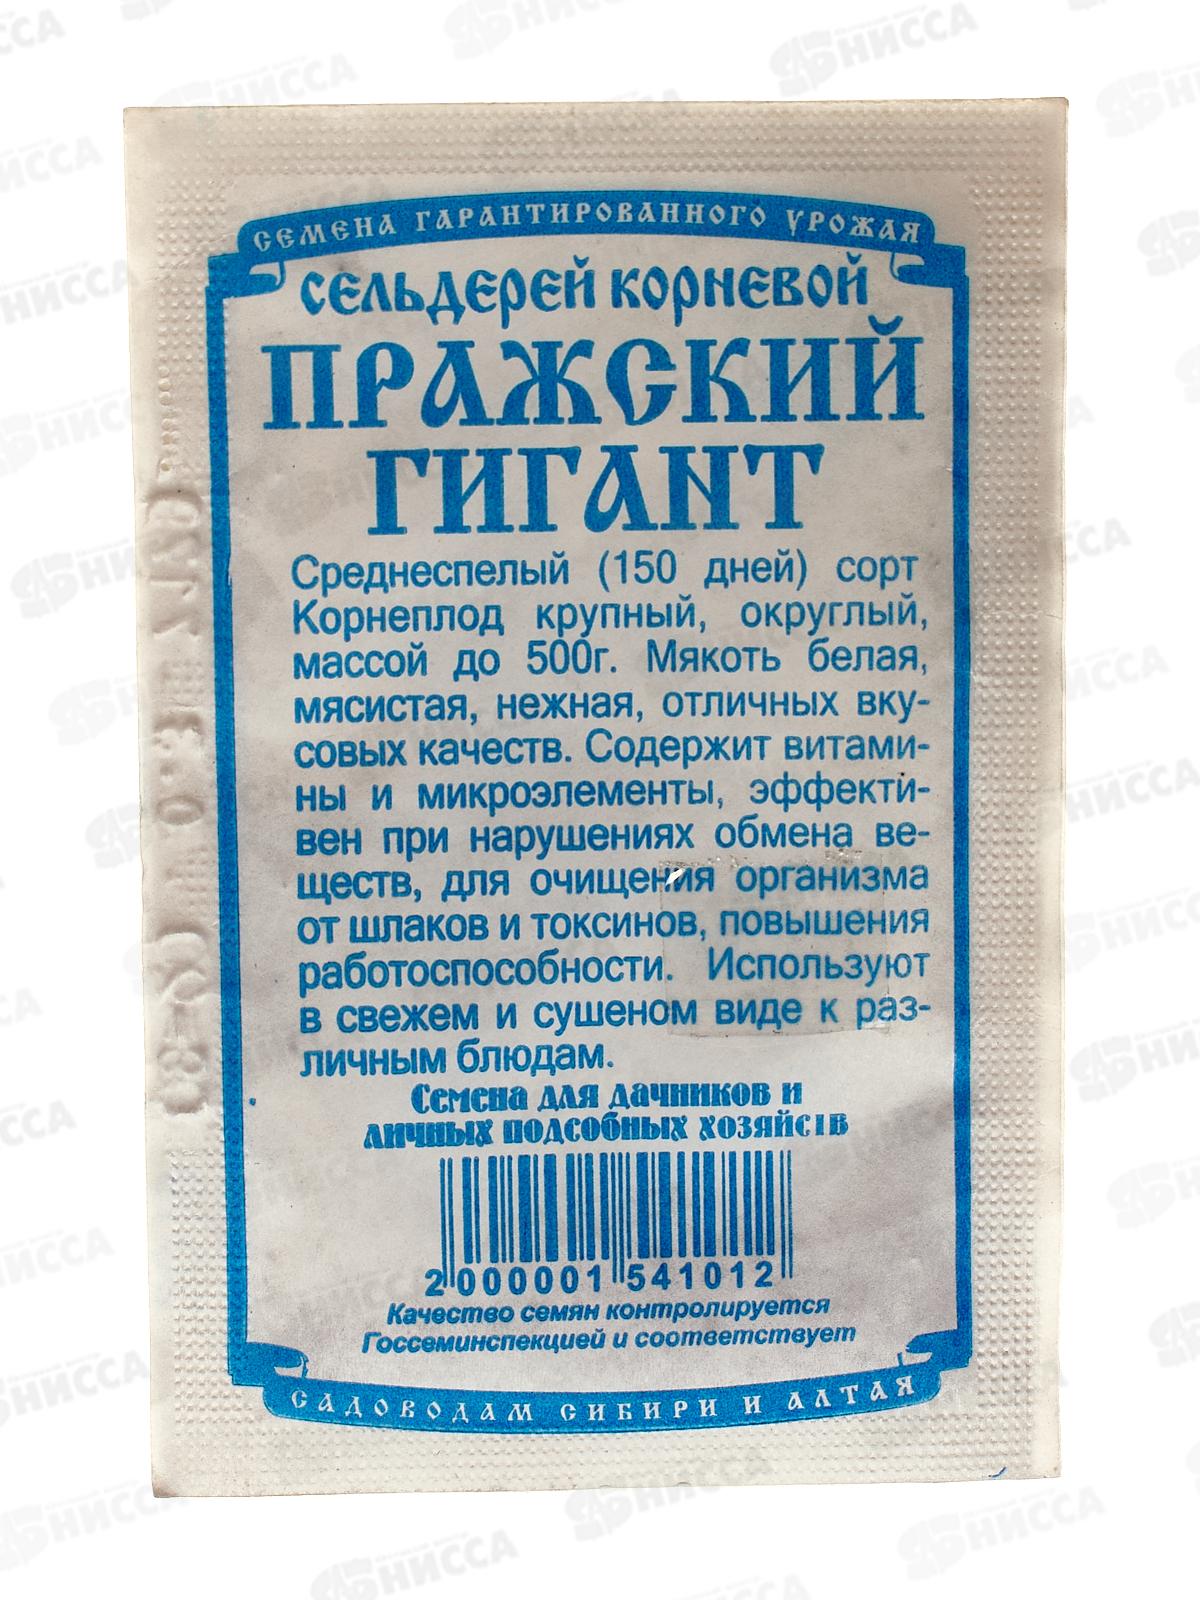 СЕМЕНА ГАРАНТИРОВАННОГО УРОЖАЯ
СЕЛЬДЕРЕЙ КОРНЕВОЙ
ПРАЖСКИЙ
ГИГАНТ
Среднеспелый (150 дней) сорт
Корнеплод крупный, округлый,
массой до 500г. Мякоть белая,
мясистая, нежная, отличных вку-
совых качеств. Содержит витами-
ны и микроэлементы, эффекти-
вен при нарушениях обмена ве-
ществ, для очищения организма
от шлаков и токсинов, повышения
работоспособности. Используют
в свежем и сушеном виде к раз-
личным блюдам.
Семена для дачников и
личных подсобных хозяйств
2 000001 541012
Качество семян контролируется
Госсеминспекцией и соответствует
САДОВОДАМ СИБИРИ И АЛТАЯ
НИССА